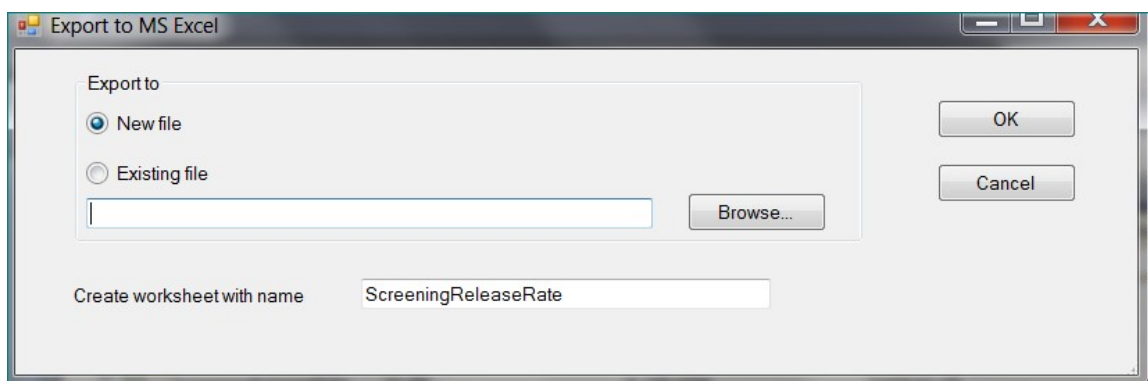 Export to MS Excel
Export to
New file
OK
Existing file
Cancel
Browse...
Create worksheet with name
ScreeningReleaseRate